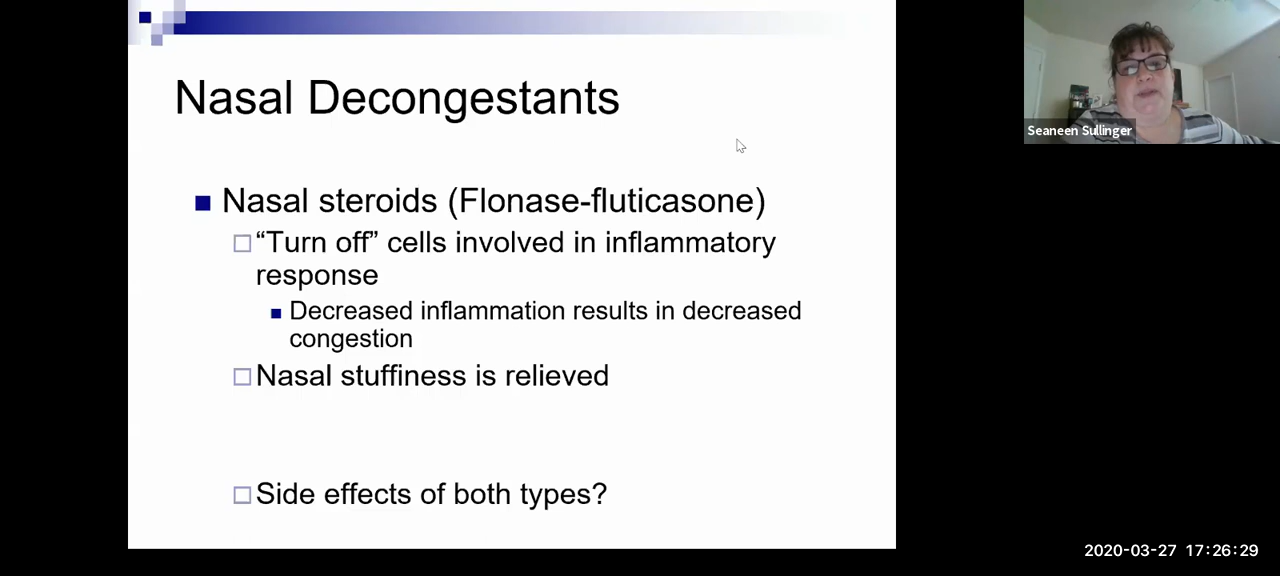 Nasal Decongestants
Nasal steroids (Flonase-fluticasone)
“Turn off” cells involved in inflammatory
response
Decreased inflammation results in decreased
congestion
Nasal stuffiness is relieved
Side effects of both types?
Seaneen Sullinger
2020-03-27 17:26:29